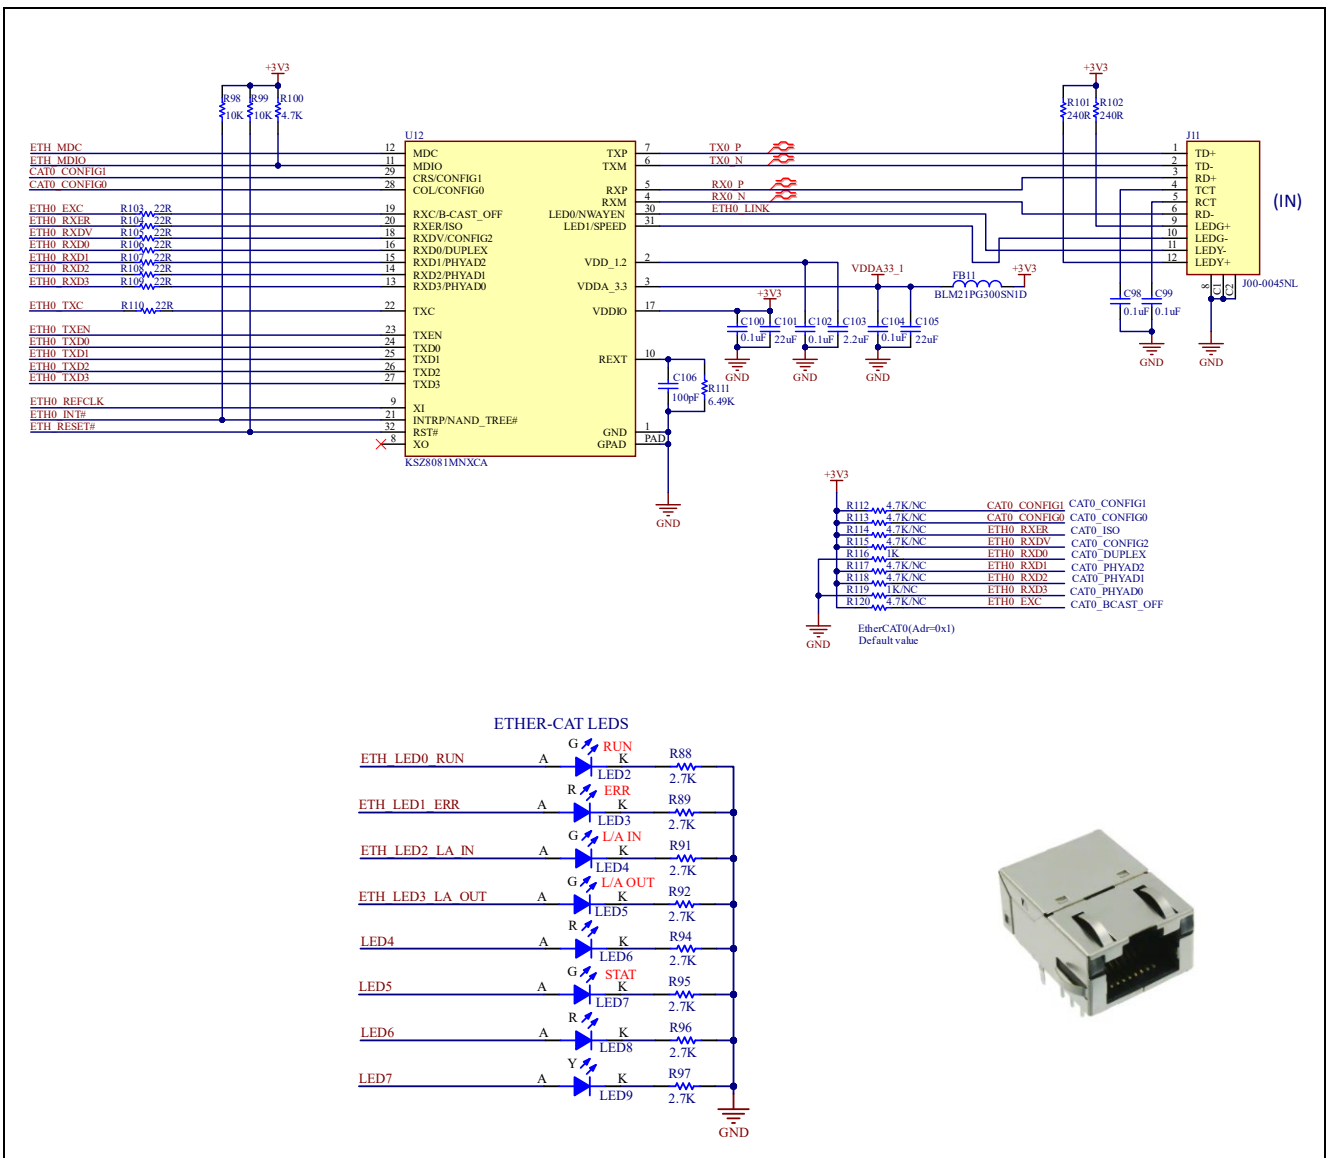 +3V3
R98 R99 R100
10K 10K 4.7K
U12
ETH_MDC 12 MDC
ETH_MDIO 11 MDIO
CAT0_CONFIG1 29 CRS/CONFIG1
CAT0_CONFIG0 28 COL/CONFIG0
ETH0_EXC R103 22R 19 RXC/B-CAST_OFF
ETH0_RXER R104 22R 20 RXER/ISO
ETH0_RXDV R105 22R 18 RXDV/CONFIG2
ETH0_RXD0 R106 22R 16 RXD0/DUPLEX
ETH0_RXD1 R107 22R 15 RXD1/PHYAD2
ETH0_RXD2 R108 22R 14 RXD2/PHYAD1
ETH0_RXD3 R109 22R 13 RXD3/PHYAD0
ETH0_TXC R110 22R 22 TXC
ETH0_TXEN 23 TXEN
ETH0_TXD0 24 TXD0
ETH0_TXD1 25 TXD1
ETH0_TXD2 26 TXD2
ETH0_TXD3 27 TXD3
ETH0_REFCLK 9 XI
ETH0_INT# 21 INTRP/NAND_TREE#
ETH_RESET# 32 RST#
8 XO
KSZ8081MNXCA
TXP 7 TX0_P
TXM 6 TX0_N
RXP 5 RX0_P
RXM 4 RX0_N
LED0/NWAYEN 30 ETH0_LINK
LED1/SPEED 31
VDD_1.2 2
VDDA_3.3 3
VDDIO 17
REXT 10
GND 1
GPAD PAD
VDDA33_1
FB11
BLM21PG300SN1D
+3V3
+3V3
C100 C101 C102 C103 C104 C105
0.1uF 22uF 0.1uF 2.2uF 0.1uF 22uF
GND GND GND
C106
100pF
R111
6.49K
GND
+3V3
R101 R102
240R 240R
J11
1 TD+
2 TD-
3 RD+
4 TCT
5 RCT
6 RD-
9 LEDG+
10 LEDG-
11 LEDY-
12 LEDY+
8 C1 C2
J00-0045NL
(IN)
C98 C99
0.1uF 0.1uF
GND GND
+3V3
R112 4.7K/NC CAT0_CONFIG1 CAT0_CONFIG1
R113 4.7K/NC CAT0_CONFIG0 CAT0_CONFIG0
R114 4.7K/NC ETH0_RXER CAT0_ISO
R115 4.7K/NC ETH0_RXDV CAT0_CONFIG2
R116 1K ETH0_RXD0 CAT0_DUPLEX
R117 4.7K/NC ETH0_RXD1 CAT0_PHYAD2
R118 4.7K/NC ETH0_RXD2 CAT0_PHYAD1
R119 1K/NC ETH0_RXD3 CAT0_PHYAD0
R120 4.7K/NC ETH0_EXC CAT0_BCAST_OFF
GND
EtherCAT0(Adr=0x1)
Default value
ETHER-CAT LEDS
ETH_LED0_RUN A G RUN K LED2 R88 2.7K
ETH_LED1_ERR A R ERR K LED3 R89 2.7K
ETH_LED2_LA_IN A G L/A IN K LED4 R91 2.7K
ETH_LED3_LA_OUT A G L/A OUT K LED5 R92 2.7K
LED4 A R K LED6 R94 2.7K
LED5 A G STAT K LED7 R95 2.7K
LED6 A R K LED8 R96 2.7K
LED7 A Y K LED9 R97 2.7K
GND